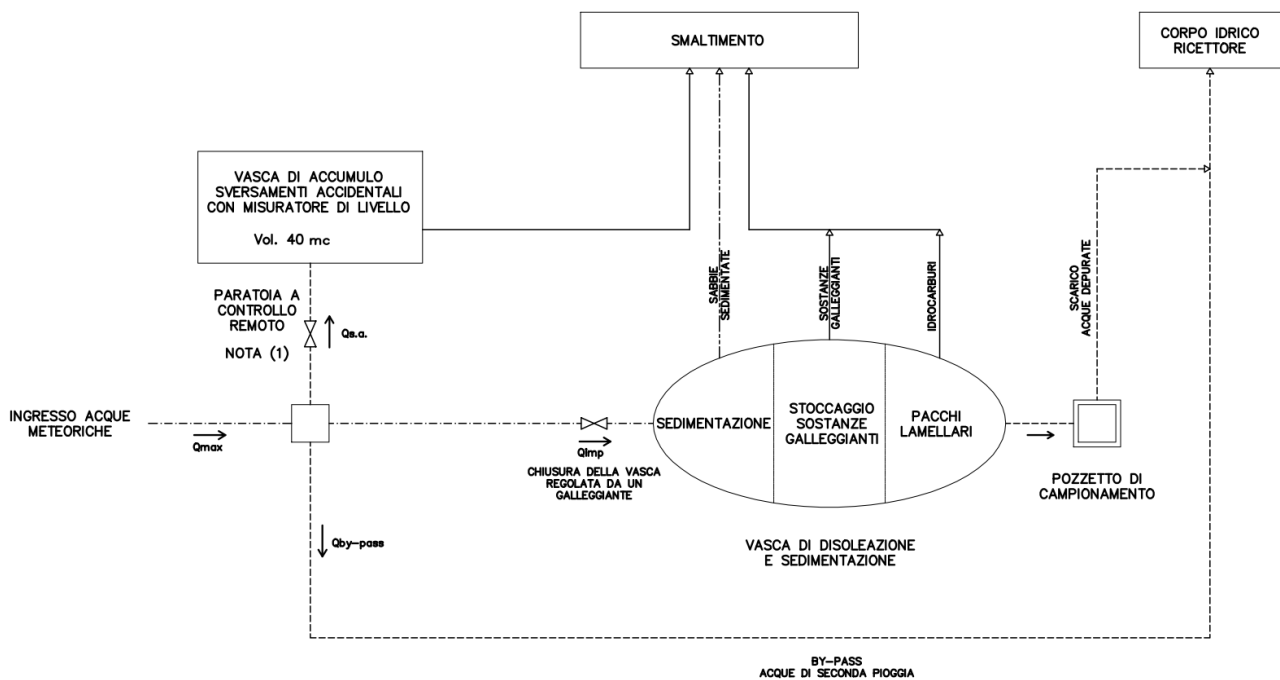 SMALTIMENTO
CORPO IDRICO
RICETTORE
VASCA DI ACCUMULO
SVERSAMENTI ACCIDENTALI
CON MISURATORE DI LIVELLO
Vol. 40 mc
PARATOIA A
CONTROLLO
REMOTO
NOTA (1)
Qs.a.
SABBIE
SEDIMENTATE
SOSTANZE
GALLEGGIANTI
IDROCARBURI
SCARICO
ACQUE DEPURATE
INGRESSO ACQUE
METEORICHE
Qmax
Qimp
CHIUSURA DELLA VASCA
REGOLATA DA UN
GALLEGGIANTE
SEDIMENTAZIONE
STOCCAGGIO
SOSTANZE
GALLEGGIANTI
PACCHI
LAMELLARI
POZZETTO DI
CAMPIONAMENTO
Qby-pass
VASCA DI DISOLEAZIONE
E SEDIMENTAZIONE
BY-PASS
ACQUE DI SECONDA PIOGGIA